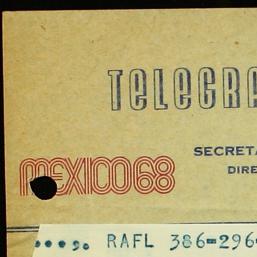 TELEGRA
SECRETA
DIRE
MEXICO68
RAFL 386=296